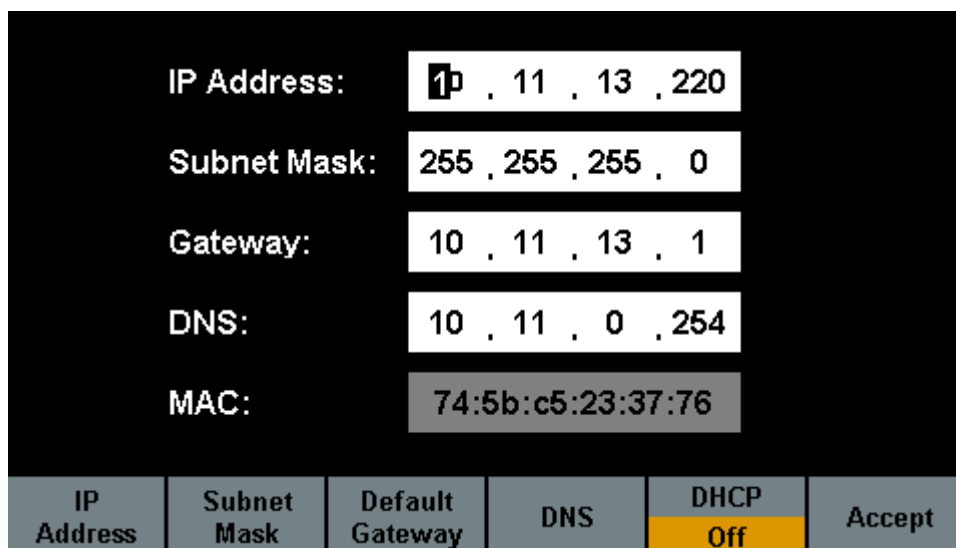 IP Address: 10 . 11 . 13 . 220
Subnet Mask: 255 . 255 . 255 . 0
Gateway: 10 . 11 . 13 . 1
DNS: 10 . 11 . 0 . 254
MAC: 74:5b:c5:23:37:76
IP Subnet Default DNS DHCP Accept
Address Mask Gateway Off